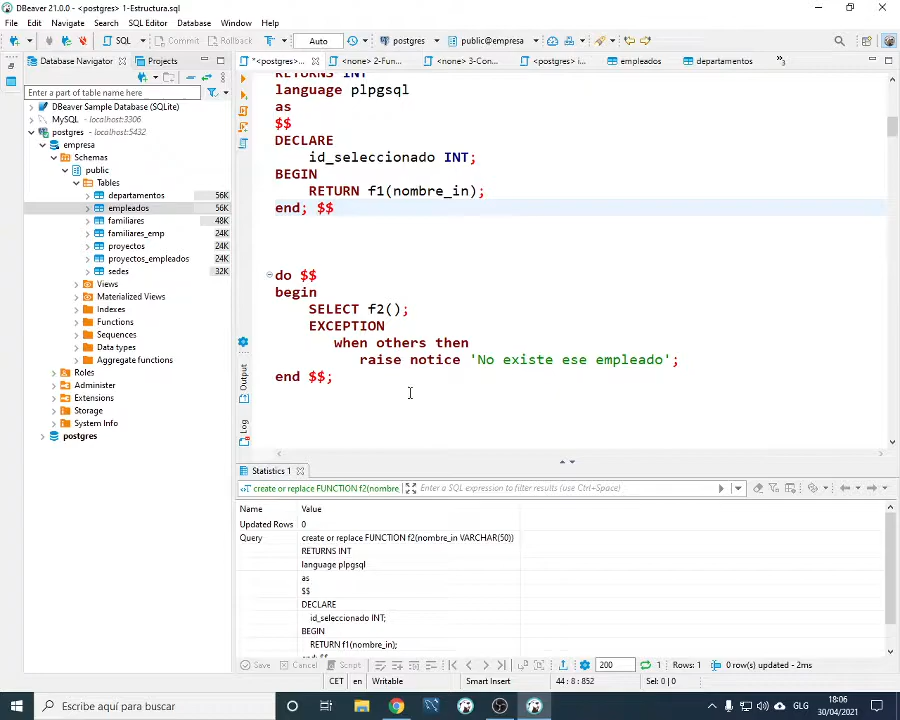 DBeaver 21.0.0 - <postgres> 1-Estructura.sql
File Edit Navigate Search SQL Editor Database Window Help
SQL Commit Rollback T Auto postgres public@empresa
Database Navigator Projects
*<postgres>... <none> 2-Fun... <none> 3-Con... <postgres> i... empleados departamentos »3
Enter a part of table name here
DBeaver Sample Database (SQLite)
MySQL - localhost:3306
postgres - localhost:5432
empresa
Schemas
public
Tables
departamentos 56K
empleados 56K
familiares 48K
familiares_emp 24K
proyectos 24K
proyectos_empleados 24K
sedes 32K
Views
Materialized Views
Indexes
Functions
Sequences
Data types
Aggregate functions
Roles
Administer
Extensions
Storage
System Info
postgres
RETURNS INT
language plpgsql
as
$$
DECLARE
id_seleccionado INT;
BEGIN
RETURN f1(nombre_in);
end; $$
do $$
begin
SELECT f2();
EXCEPTION
when others then
raise notice 'No existe ese empleado';
end $$;
Output
Log
Statistics 1
create or replace FUNCTION f2(nombre Enter a SQL expression to filter results (use Ctrl+Space)
Name Value
Updated Rows 0
Query create or replace FUNCTION f2(nombre_in VARCHAR(50))
RETURNS INT
language plpgsql
as
$$
DECLARE
id_seleccionado INT;
BEGIN
RETURN f1(nombre_in);
end; $$
Save Cancel Script 200 1 Rows: 1 0 row(s) updated - 2ms
CET en Writable Smart Insert 44 : 8 : 852 Sel: 0 | 0
Escribe aquí para buscar
GLG 18:06
30/04/2021